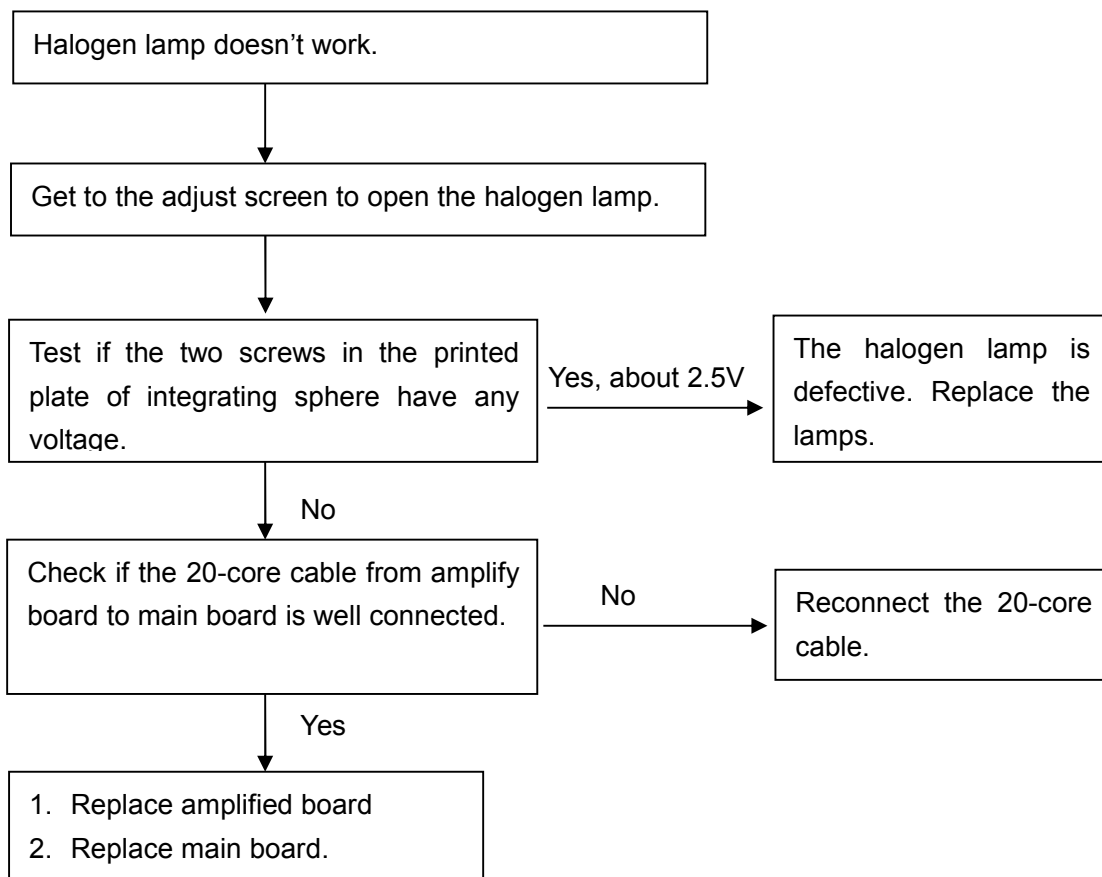 Halogen lamp doesn’t work.
Get to the adjust screen to open the halogen lamp.
Test if the two screws in the printed
plate of integrating sphere have any
voltage.
Yes, about 2.5V
The halogen lamp is
defective. Replace the
lamps.
No
Check if the 20-core cable from amplify
board to main board is well connected.
No
Reconnect the 20-core
cable.
Yes
1. Replace amplified board
2. Replace main board.